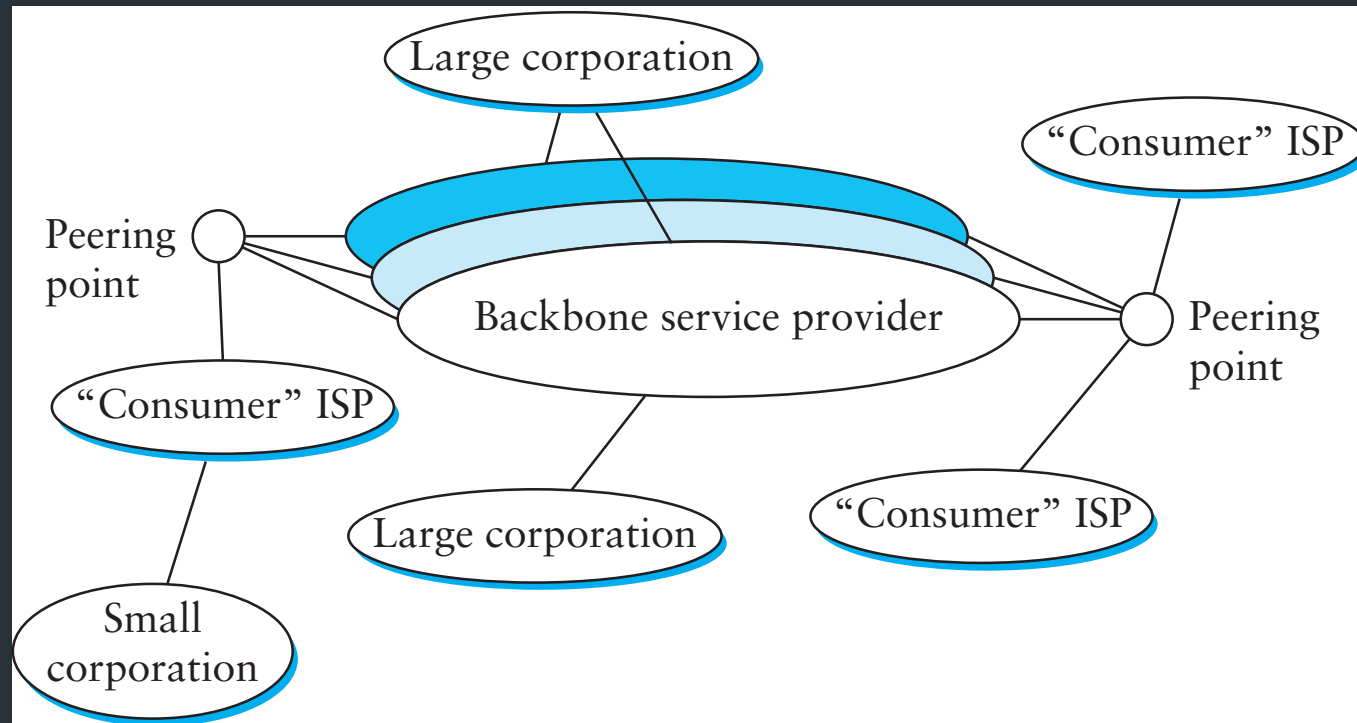 Large corporation
“Consumer” ISP
Peering
point
Backbone service provider
Peering
point
“Consumer” ISP
Large corporation
“Consumer” ISP
Small
corporation